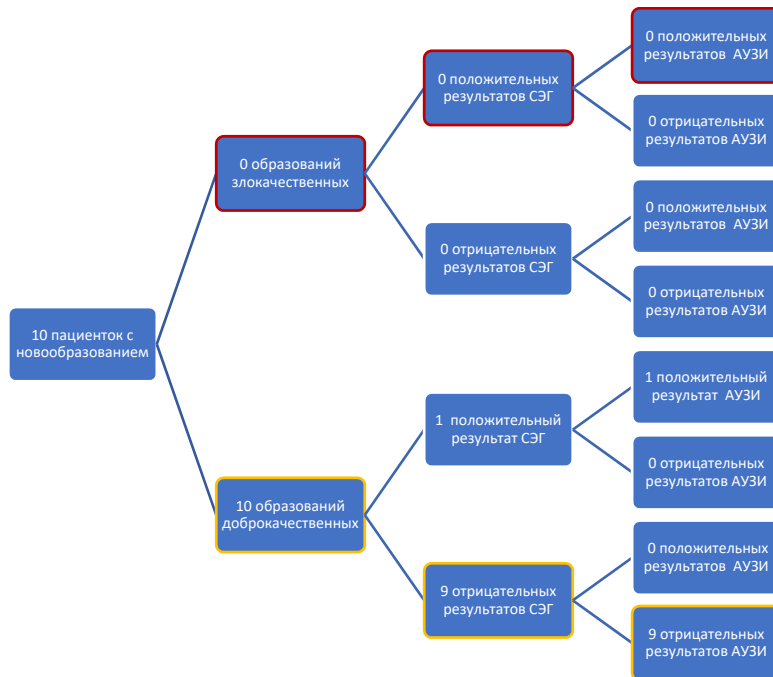 10 пациенток с
новообразованием
0 образований
злокачественных
0 положительных
результатов СЭГ
0 положительных
результатов АУЗИ
0 отрицательных
результатов АУЗИ
0 отрицательных
результатов СЭГ
0 положительных
результатов АУЗИ
0 отрицательных
результатов АУЗИ
10 образований
доброкачественных
1 положительный
результат СЭГ
1 положительный
результат АУЗИ
0 отрицательных
результатов АУЗИ
9 отрицательных
результатов СЭГ
0 положительных
результатов АУЗИ
9 отрицательных
результатов АУЗИ